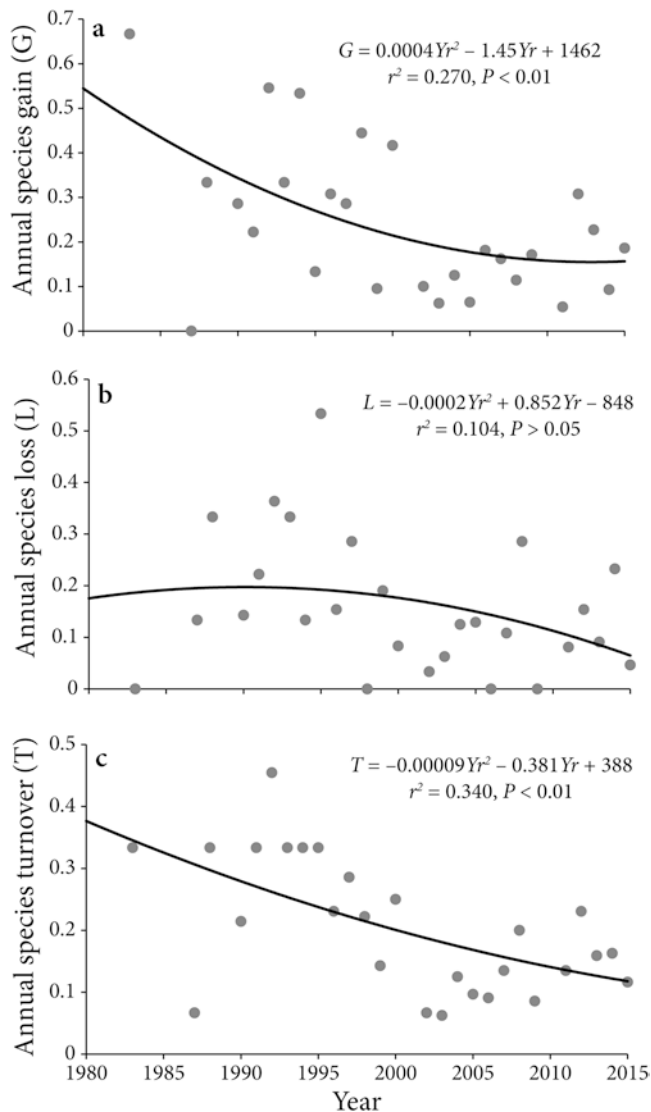 a
G = 0.0004Yr² – 1.45Yr + 1462
r² = 0.270, P < 0.01
Annual species gain (G)
0.7
0.6
0.5
0.4
0.3
0.2
0.1
0
b
L = –0.0002Yr² + 0.852Yr – 848
r² = 0.104, P > 0.05
Annual species loss (L)
0.6
0.5
0.4
0.3
0.2
0.1
0
c
T = –0.00009Yr² – 0.381Yr + 388
r² = 0.340, P < 0.01
Annual species turnover (T)
0.5
0.4
0.3
0.2
0.1
0
1980 1985 1990 1995 2000 2005 2010 2015
Year